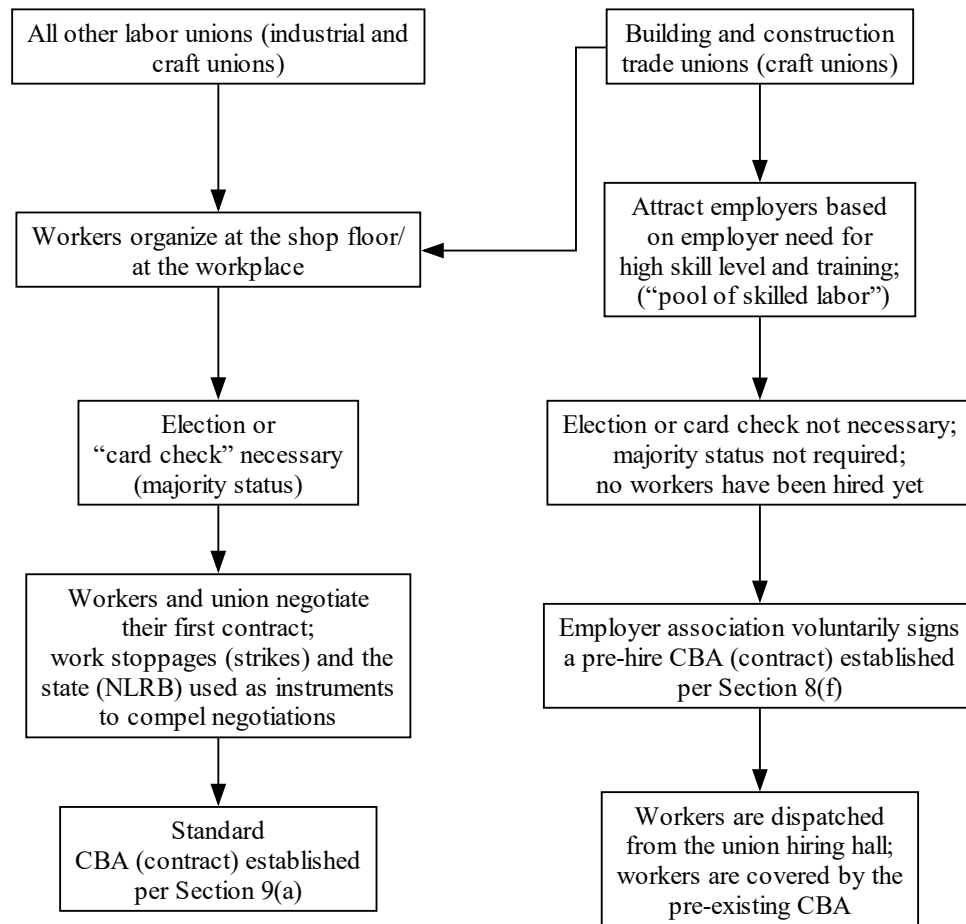 All other labor unions (industrial and
craft unions)
Building and construction
trade unions (craft unions)
Workers organize at the shop floor/
at the workplace
Attract employers based
on employer need for
high skill level and training;
(“pool of skilled labor”)
Election or
“card check” necessary
(majority status)
Election or card check not necessary;
majority status not required;
no workers have been hired yet
Workers and union negotiate
their first contract;
work stoppages (strikes) and the
state (NLRB) used as instruments
to compel negotiations
Employer association voluntarily signs
a pre-hire CBA (contract) established
per Section 8(f)
Standard
CBA (contract) established
per Section 9(a)
Workers are dispatched
from the union hiring hall;
workers are covered by the
pre-existing CBA